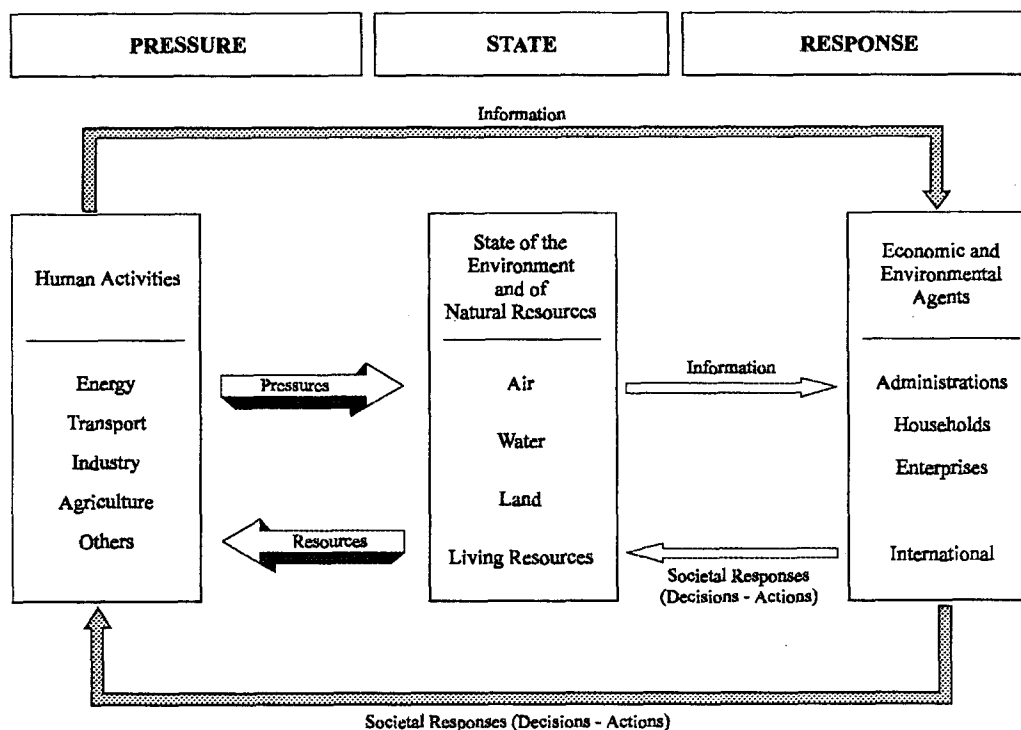 PRESSURE
STATE
RESPONSE
Information
Human Activities
Energy
Transport
Industry
Agriculture
Others
Pressures
Resources
State of the
Environment
and of
Natural Resources
Air
Water
Land
Living Resources
Information
Societal Responses
(Decisions - Actions)
Economic and
Environmental
Agents
Administrations
Households
Enterprises
International
Societal Responses (Decisions - Actions)